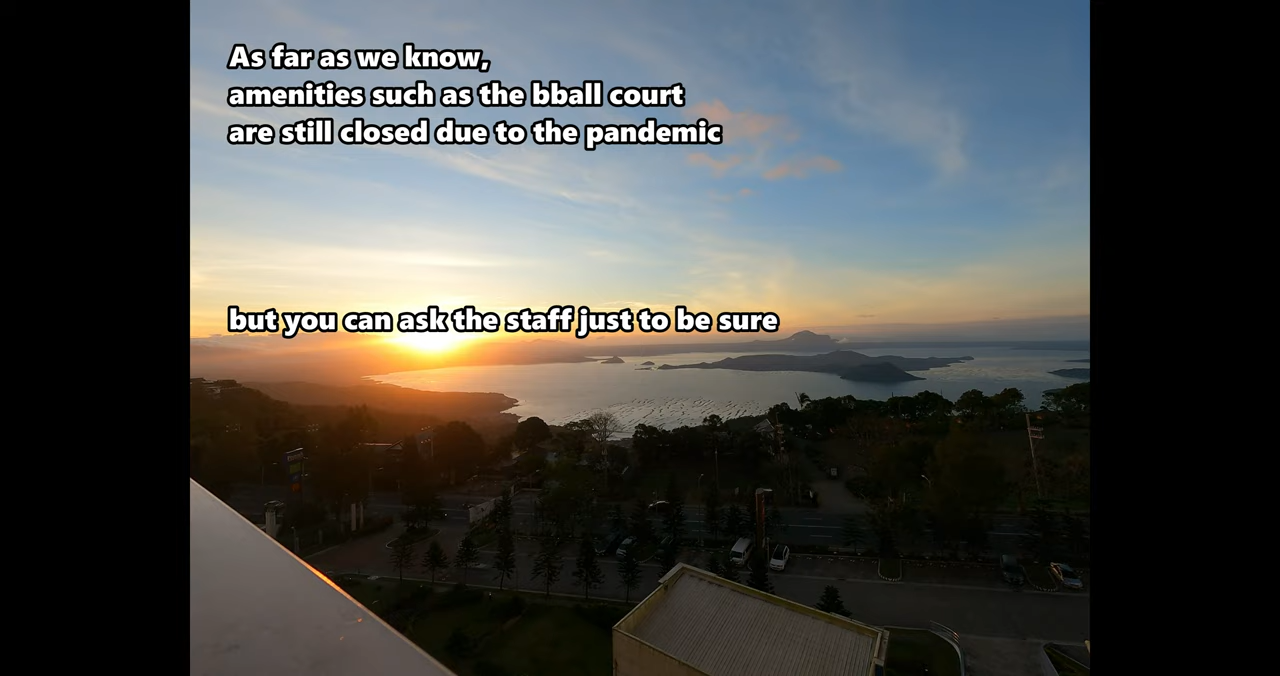 As far as we know,
amenities such as the bball court
are still closed due to the pandemic
but you can ask the staff just to be sure